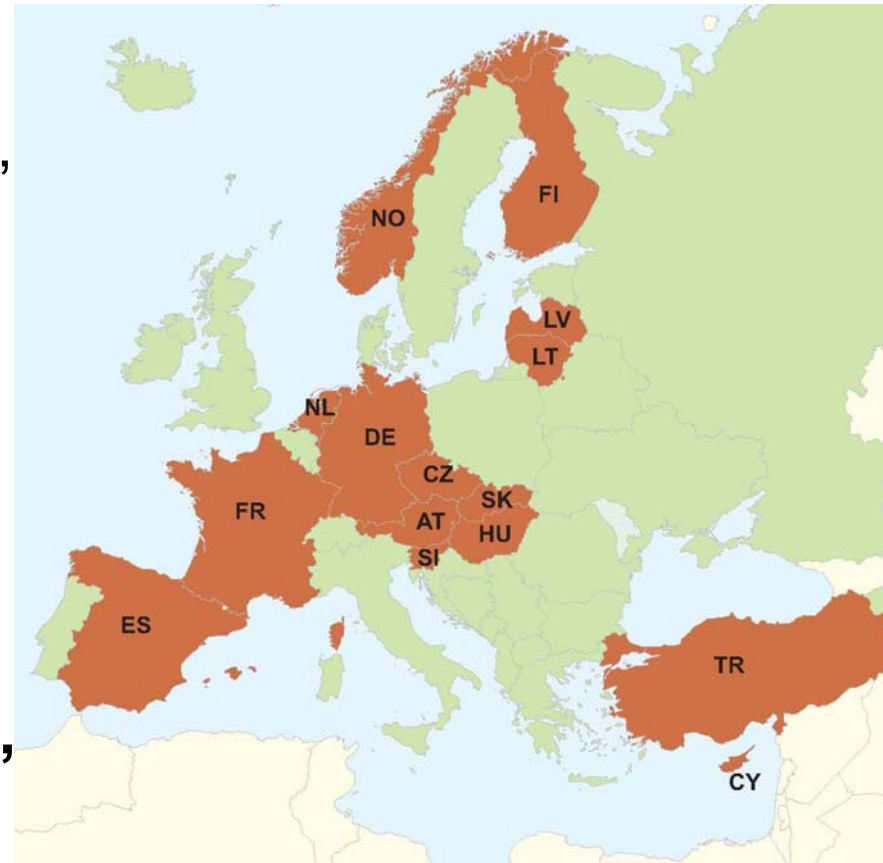 ,
FI
NO
LV
LT
NL
DE
CZ
SK
FR
AT
HU
SI
ES
TR
,
CY